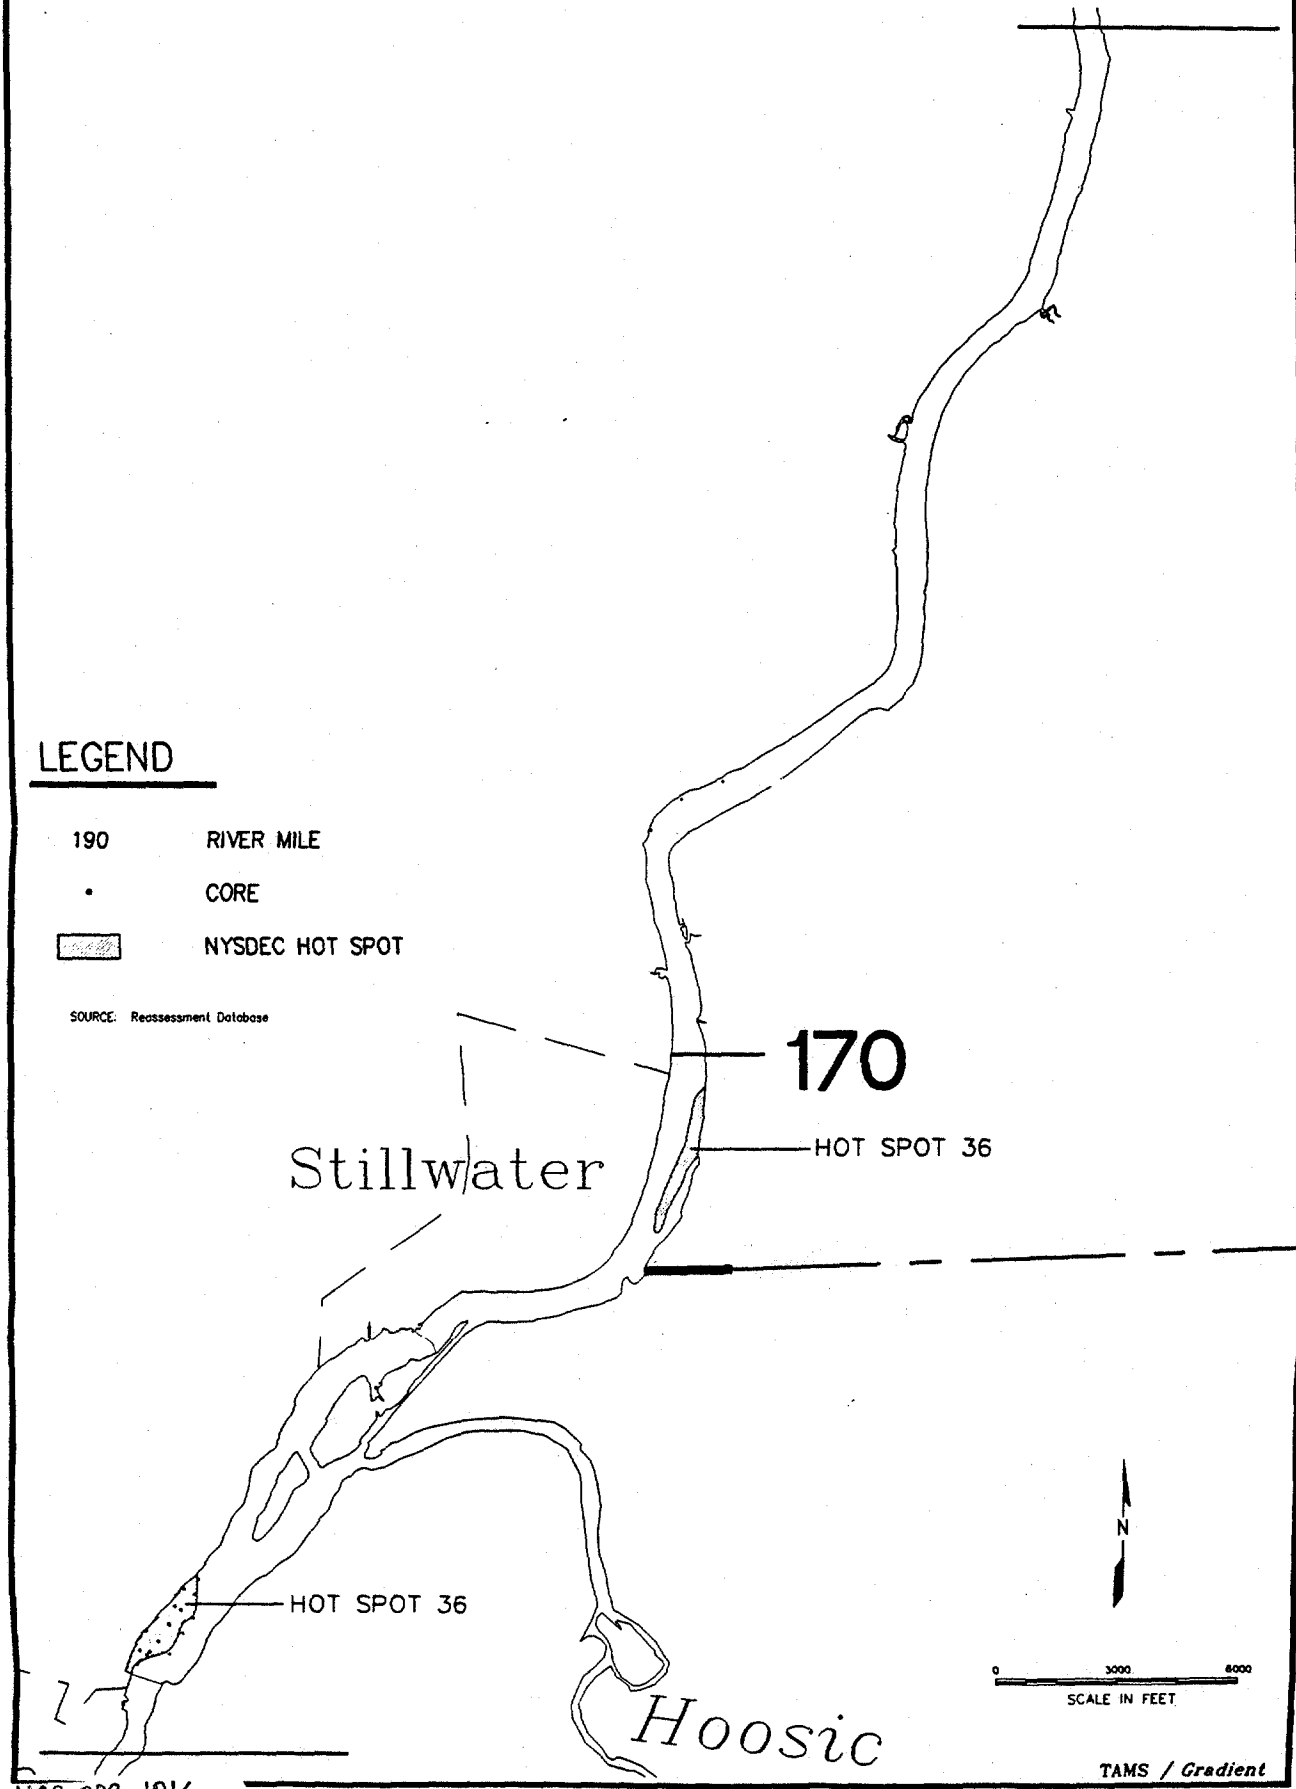 LEGEND
190 RIVER MILE
CORE
NYSDEC HOT SPOT
SOURCE: Reassessment Database
170
HOT SPOT 36
Stillwater
HOT SPOT 36
N
0 3000 6000
SCALE IN FEET
Hoosic
TAMS / Gradient